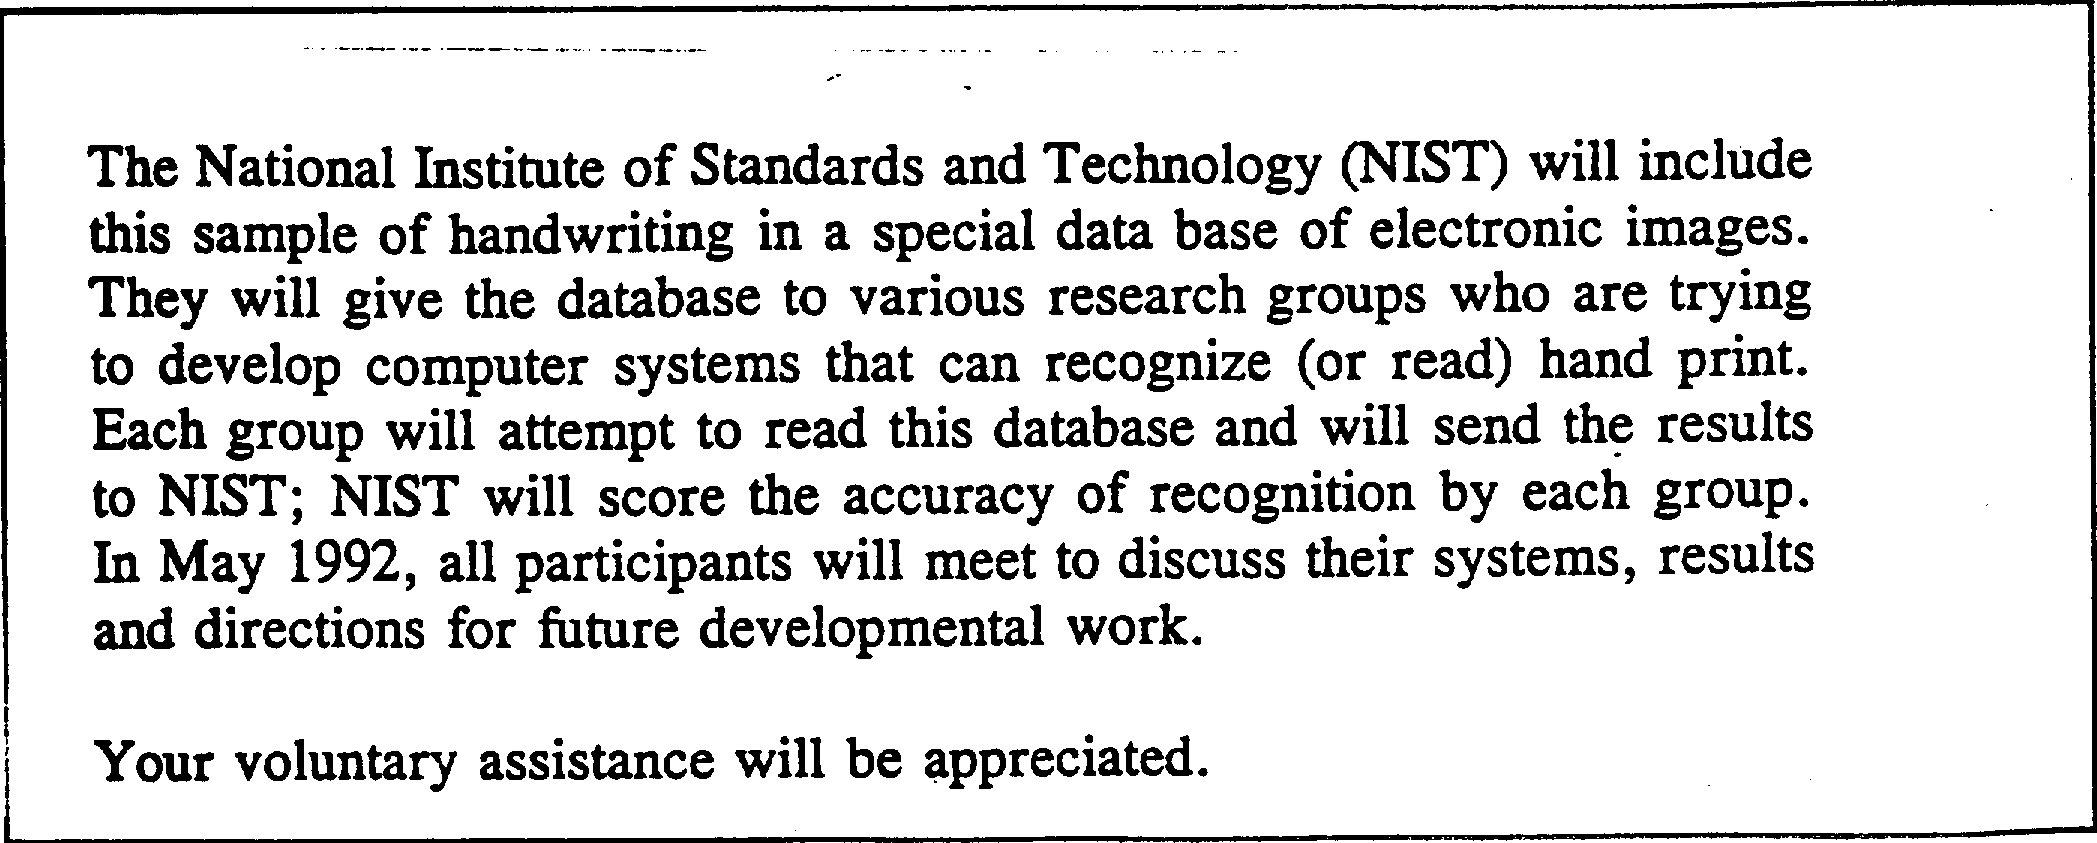 The National Institute of Standards and Technology (NIST) will include
this sample of handwriting in a special data base of electronic images.
They will give the database to various research groups who are trying
to develop computer systems that can recognize (or read) hand print.
Each group will attempt to read this database and will send the results
to NIST; NIST will score the accuracy of recognition by each group.
In May 1992, all participants will meet to discuss their systems, results
and directions for future developmental work.
Your voluntary assistance will be appreciated.